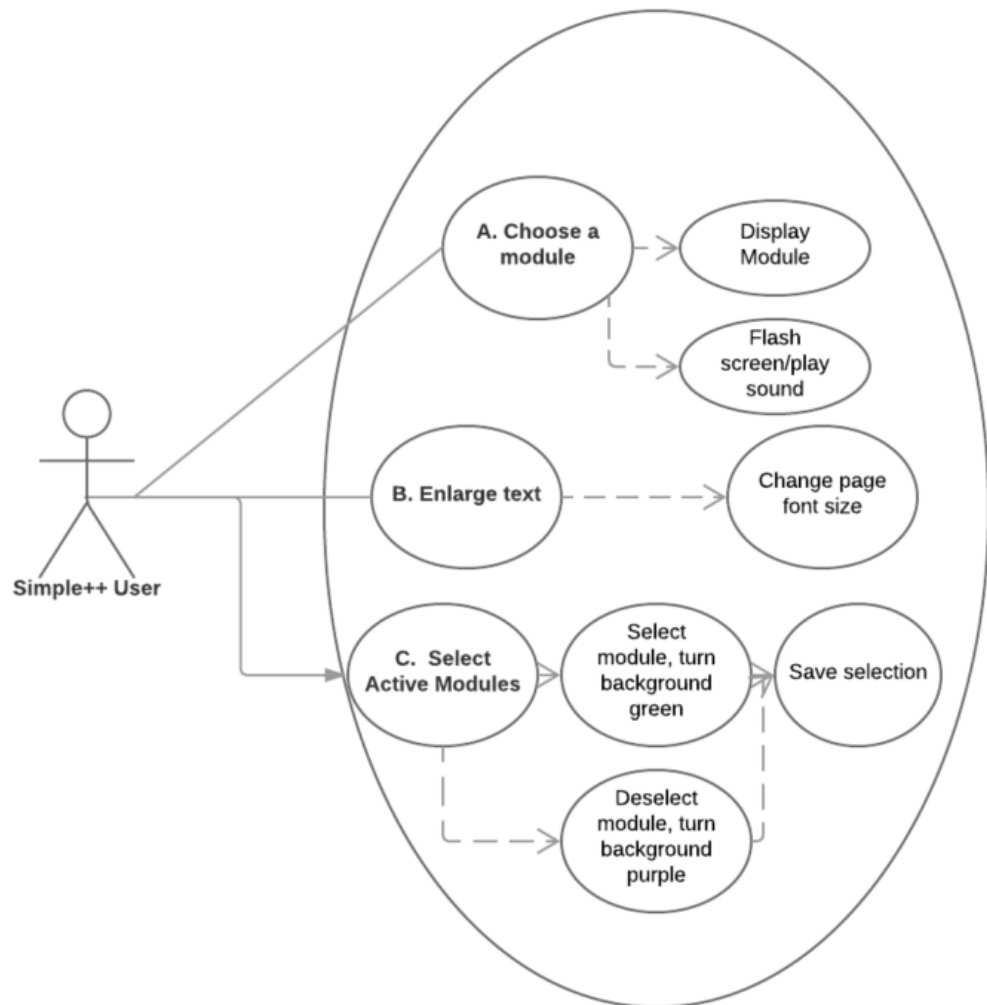 A. Choose a
module
Display
Module
Flash
screen/play
sound
Simple++ User
B. Enlarge text
Change page
font size
C. Select
Active Modules
Select
module, turn
background
green
Save selection
Deselect
module, turn
background
purple